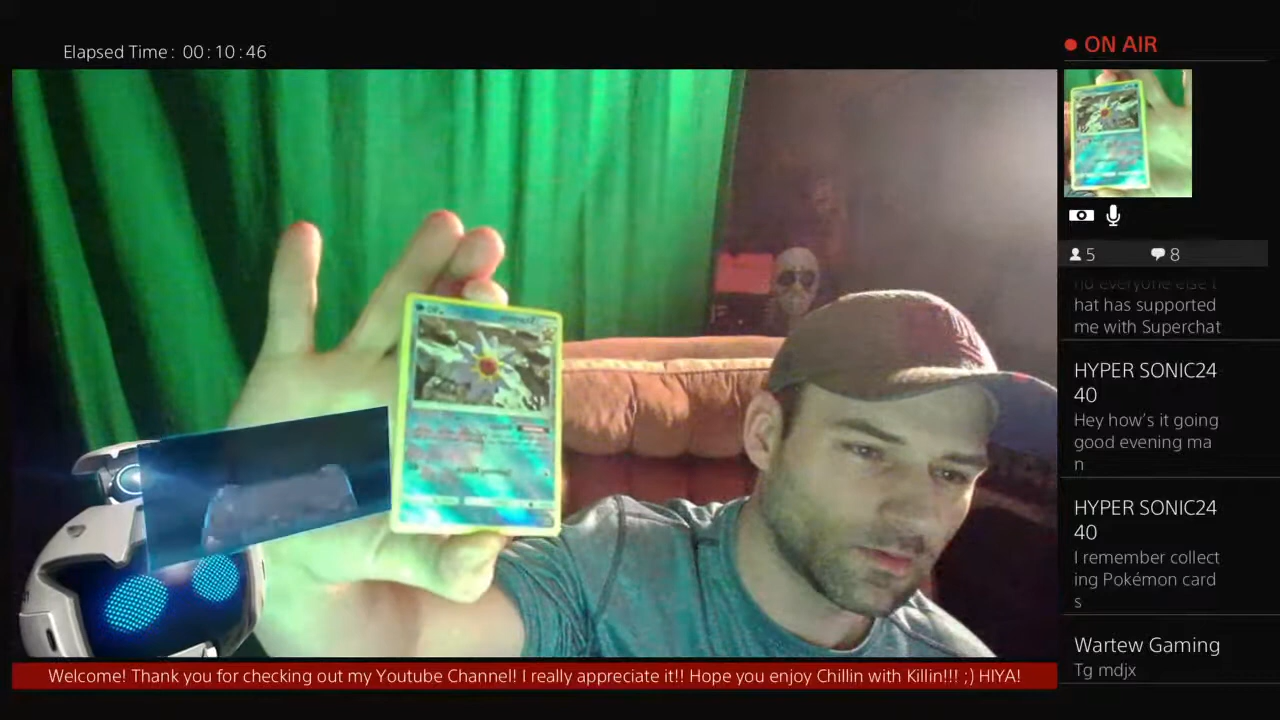 Elapsed Time: 00:10:46
ON AIR
5 8
hat has supported
me with Superchat
HYPER SONIC24
40
Hey how's it going
good evening ma
n
HYPER SONIC24
40
I remember collect
ing Pokémon card
s
Wartew Gaming
Tg mdjx
Welcome! Thank you for checking out my Youtube Channel! I really appreciate it!! Hope you enjoy Chillin with Killin!!! ;) HIYA!